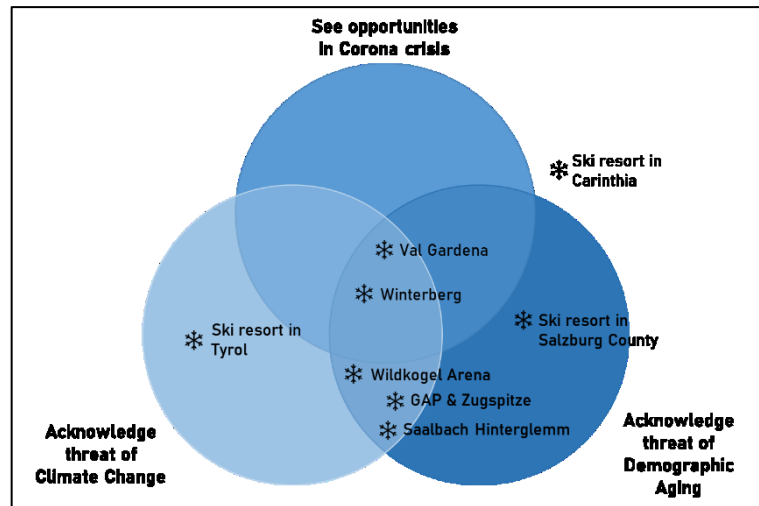 See opportunities
in Corona crisis
Ski resort in
Carinthia
Val Gardena
Winterberg
Ski resort in
Tyrol
Ski resort in
Salzburg County
Wildkogel Arena
GAP & Zugspitze
Saalbach Hinterglemm
Acknowledge
threat of
Climate Change
Acknowledge
threat of
Demographic
Aging